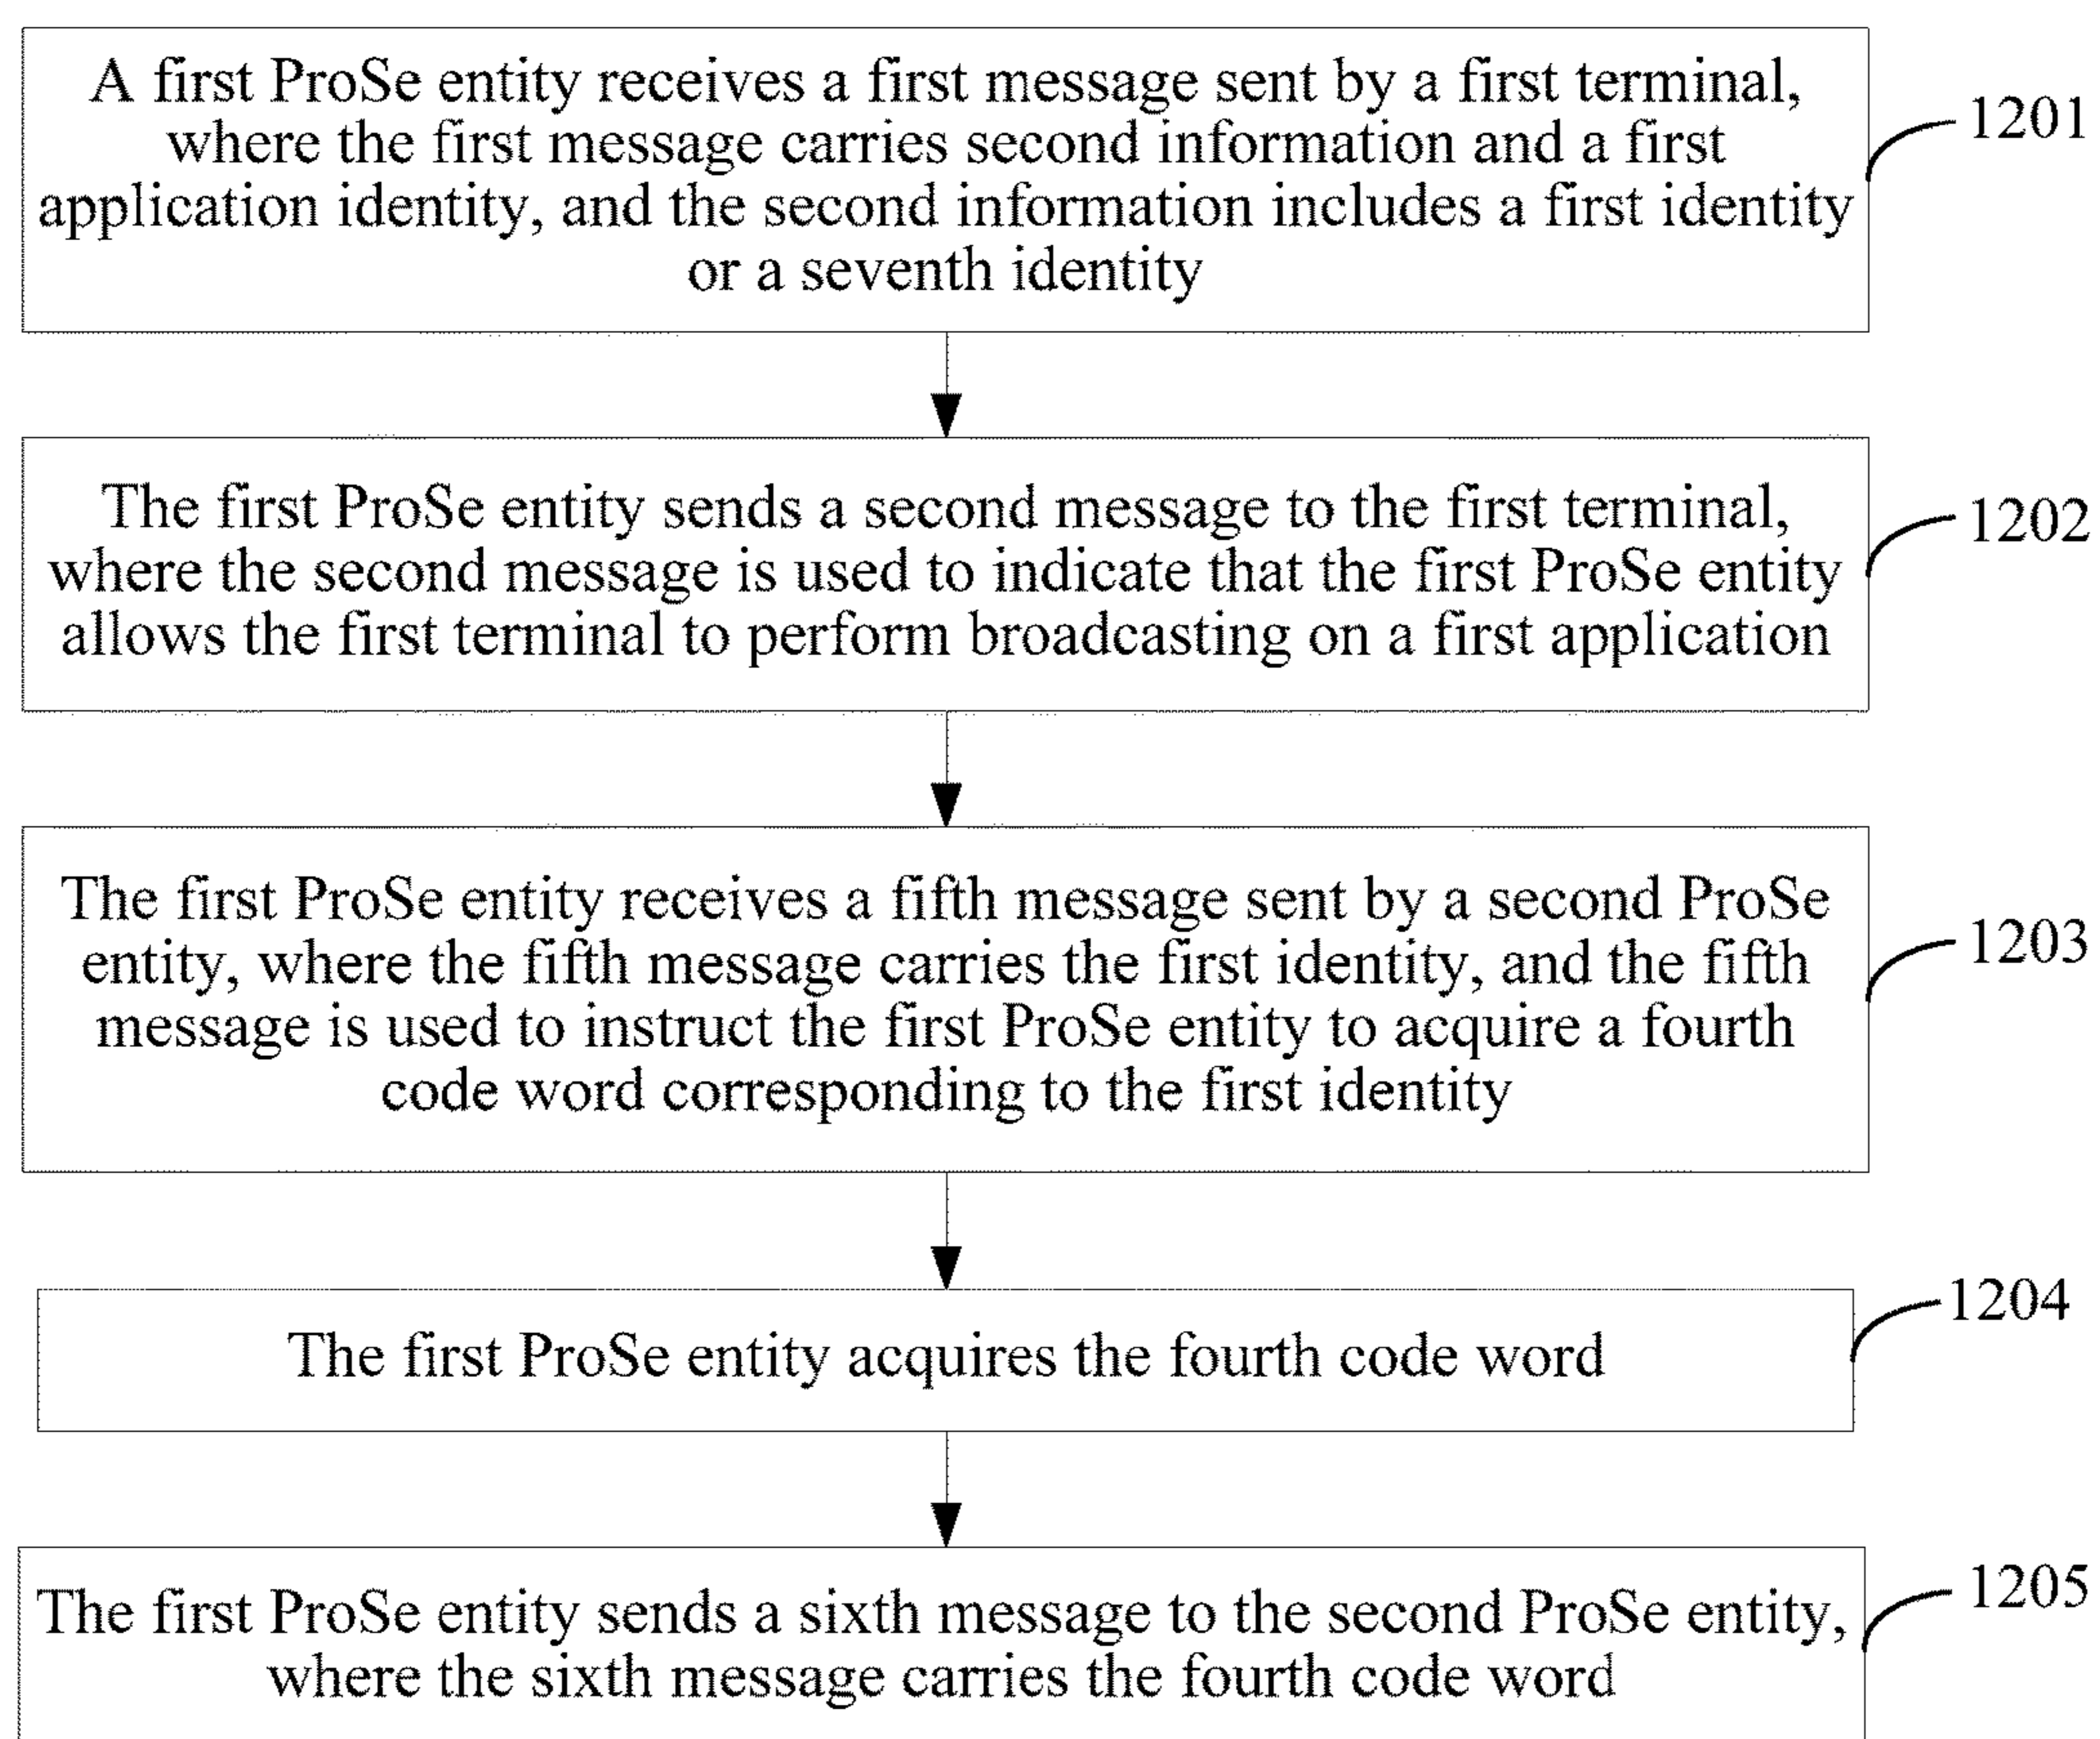 A first ProSe entity receives a first message sent by a first terminal,
where the first message carries second information and a first
application identity, and the second information includes a first identity
or a seventh identity
1201
The first ProSe entity sends a second message to the first terminal,
where the second message is used to indicate that the first ProSe entity
allows the first terminal to perform broadcasting on a first application
1202
The first ProSe entity receives a fifth message sent by a second ProSe
entity, where the fifth message carries the first identity, and the fifth
message is used to instruct the first ProSe entity to acquire a fourth
code word corresponding to the first identity
1203
The first ProSe entity acquires the fourth code word
1204
The first ProSe entity sends a sixth message to the second ProSe entity,
where the sixth message carries the fourth code word
1205